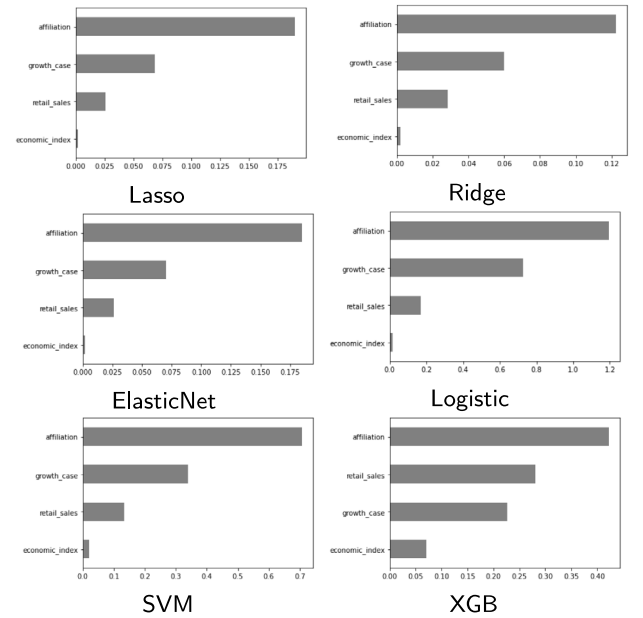 affiliation
growth_case
retail_sales
economic_index
0.000 0.025 0.050 0.075 0.100 0.125 0.150 0.175
Lasso
affiliation
growth_case
retail_sales
economic_index
0.00 0.02 0.04 0.06 0.08 0.10 0.12
Ridge
affiliation
growth_case
retail_sales
economic_index
0.000 0.025 0.050 0.075 0.100 0.125 0.150 0.175
ElasticNet
affiliation
growth_case
retail_sales
economic_index
0.0 0.2 0.4 0.6 0.8 1.0 1.2
Logistic
affiliation
growth_case
retail_sales
economic_index
0.0 0.1 0.2 0.3 0.4 0.5 0.6 0.7
SVM
affiliation
retail_sales
growth_case
economic_index
0.00 0.05 0.10 0.15 0.20 0.25 0.30 0.35 0.40
XGB